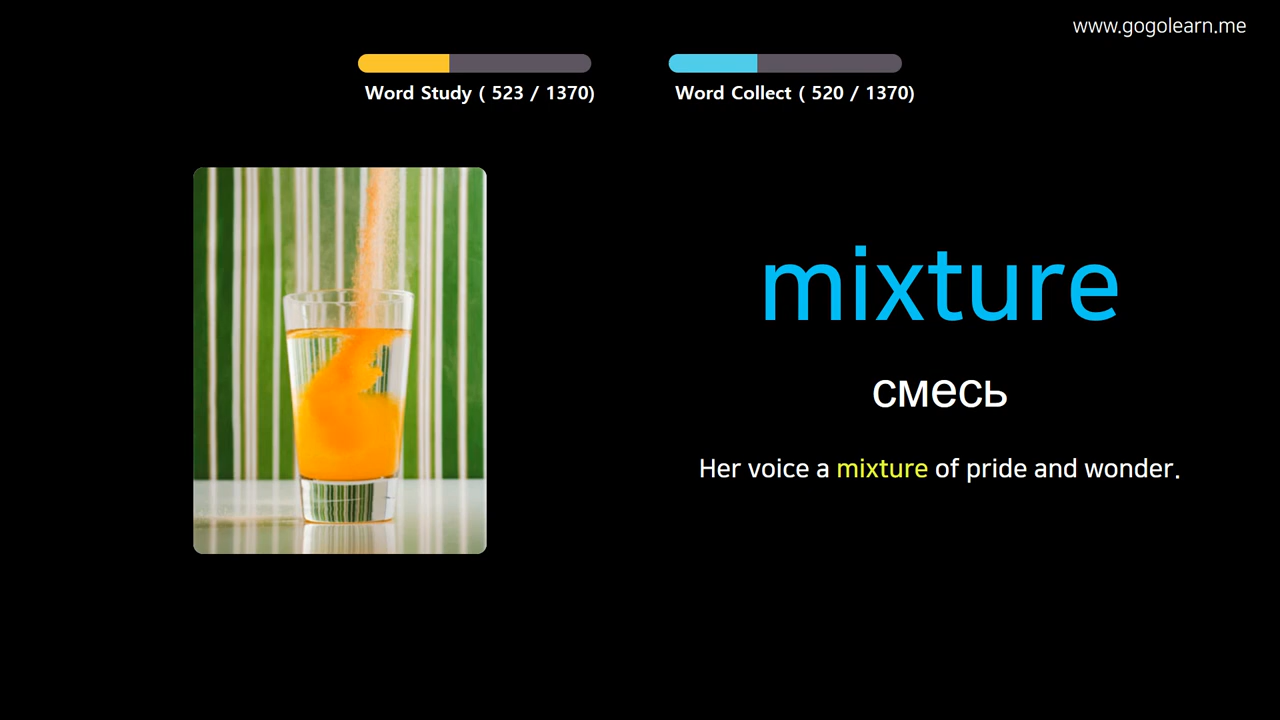 www.gogolearn.me
Word Study ( 523 / 1370)
Word Collect ( 520 / 1370)
mixture
смесь
Her voice a mixture of pride and wonder.